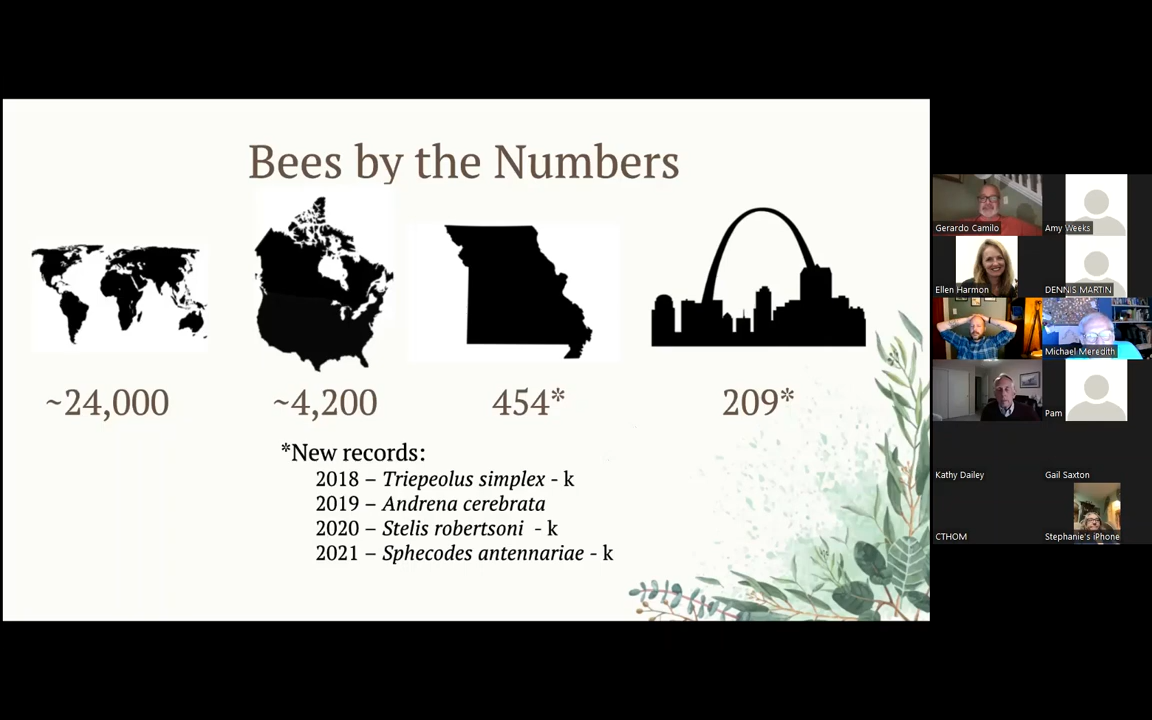 Bees by the Numbers
~24,000
~4,200
454*
209*
*New records:
2018 – Triepeolus simplex - k
2019 – Andrena cerebrata
2020 – Stelis robertsoni - k
2021 – Sphecodes antennariae - k
Gerardo Camilo
Amy Weeks
Ellen Harmon
DENNIS MARTIN
Michael Meredith
Pam
Kathy Dailey
Gail Saxton
CTHOM
Stephanie's iPhone